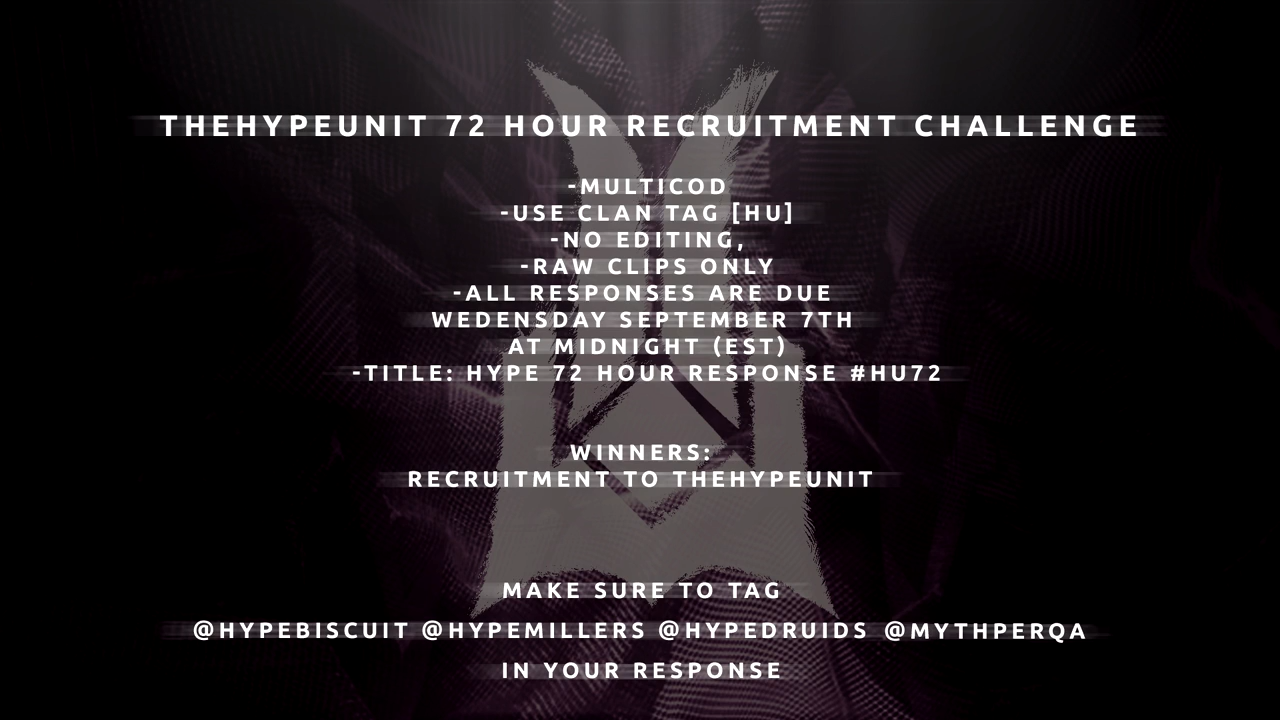 THEHYPEUNIT 72 HOUR RECRUITMENT CHALLENGE
-MULTICOD
-USE CLAN TAG [HU]
-NO EDITING,
-RAW CLIPS ONLY
-ALL RESPONSES ARE DUE
WEDENSDAY SEPTEMBER 7TH
AT MIDNIGHT (EST)
-TITLE: HYPE 72 HOUR RESPONSE #HU72
WINNERS:
RECRUITMENT TO THEHYPEUNIT
MAKE SURE TO TAG
@HYPEBISCUIT @HYPEMILLERS @HYPEDRUIDS @MYTHPERQA
IN YOUR RESPONSE